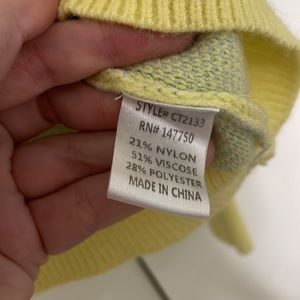 STYLE# CT2133
RN# 147750
21% NYLON
51% VISCOSE
28% POLYESTER
MADE IN CHINA